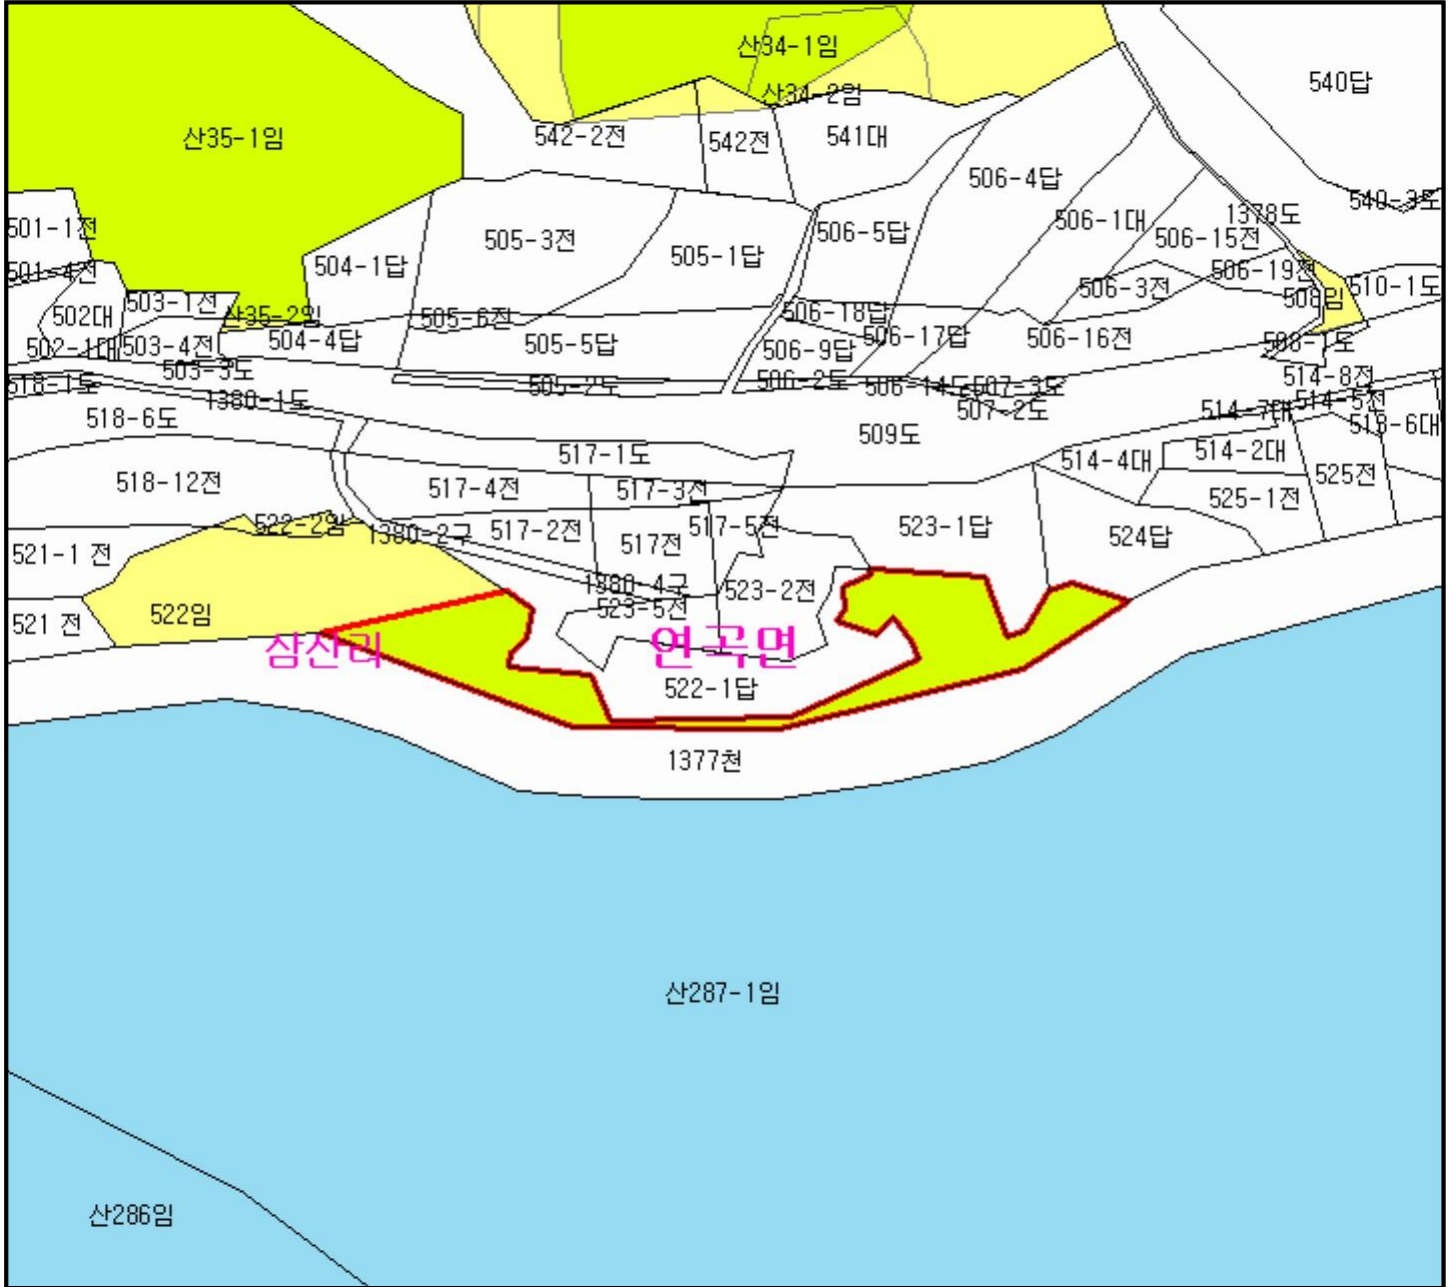 산34-1임
540답
산34-2임
산35-1임
542-2전
542전
541대
506-4답
501-1전
505-3전
505-1답
506-5답
506-1대
1378도
540-3도
506-15전
501-4전
504-1답
506-19전
506-3전
508임
510-1도
502대
503-1전
산35-2임
505-6전
506-18답
506-17답
506-16전
502-1대
503-4전
504-4답
505-5답
506-9답
508-1도
503-3도
514-8전
518-1도
505-2도
506-2도
506-14도
507-3도
1380-1도
507-2도
514-7대
514-5전
518-6도
509도
513-6대
517-1도
514-4대
514-2대
518-12전
517-4전
517-3전
525전
525-1전
522-2임
1380-2구
517-2전
517-5전
523-1답
524답
521-1 전
517전
1380-4구
523-2전
523-5전
522임
521 전
삼산리
연곡면
522-1답
1377천
산287-1임
산286임